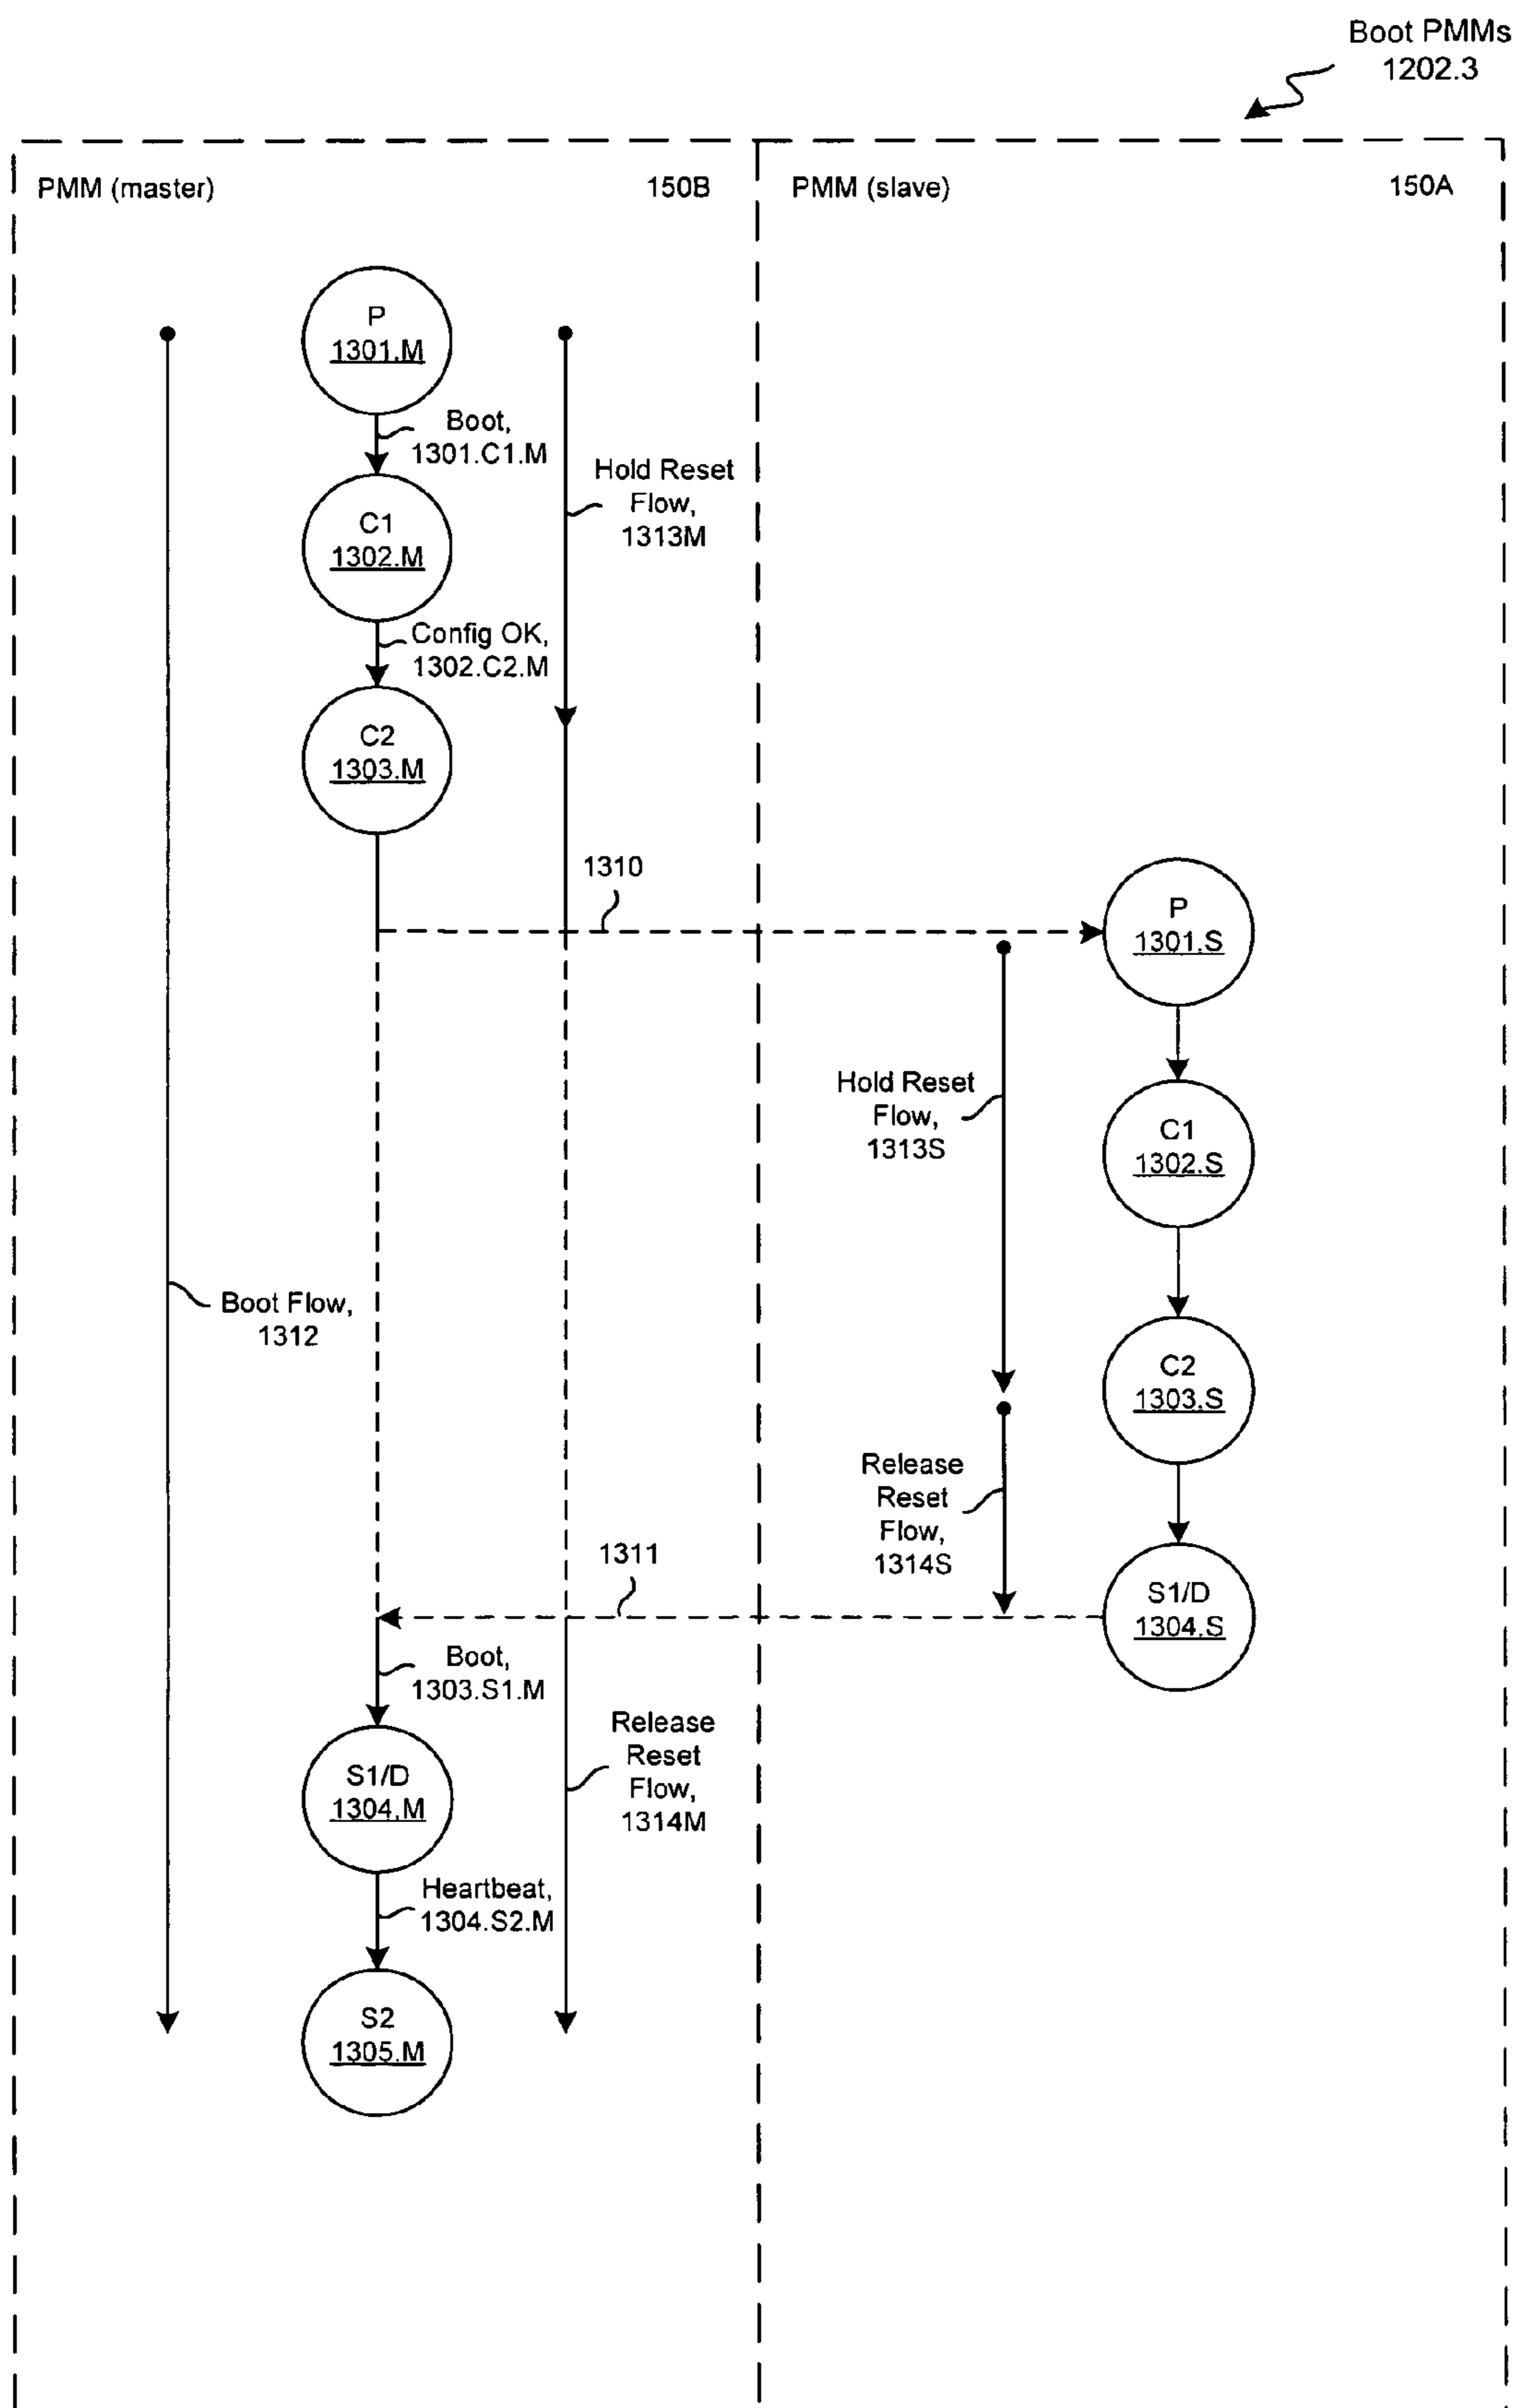 Boot PMMs
1202.3
PMM (master)
150B
PMM (slave)
150A
P
1301.M
Boot,
1301.C1.M
Hold Reset
Flow,
1313M
C1
1302.M
Config OK,
1302.C2.M
C2
1303.M
1310
P
1301.S
Hold Reset
Flow,
1313S
C1
1302.S
Boot Flow,
1312
C2
1303.S
Release
Reset
Flow,
1314S
1311
S1/D
1304.S
Boot,
1303.S1.M
Release
Reset
Flow,
1314M
S1/D
1304.M
Heartbeat,
1304.S2.M
S2
1305.M